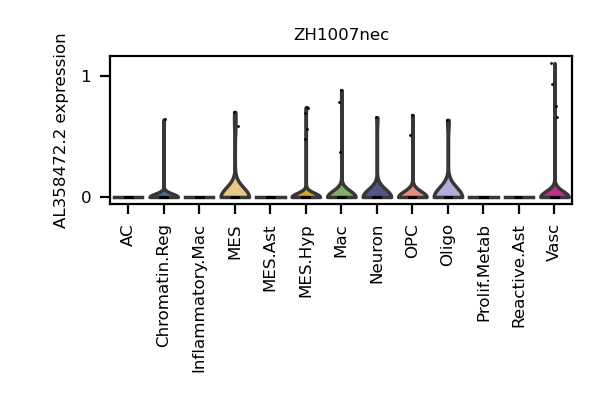 ZH1007nec
AL358472.2 expression
1
0
AC
Chromatin.Reg
Inflammatory.Mac
MES
MES.Ast
MES.Hyp
Mac
Neuron
OPC
Oligo
Prolif.Metab
Reactive.Ast
Vasc